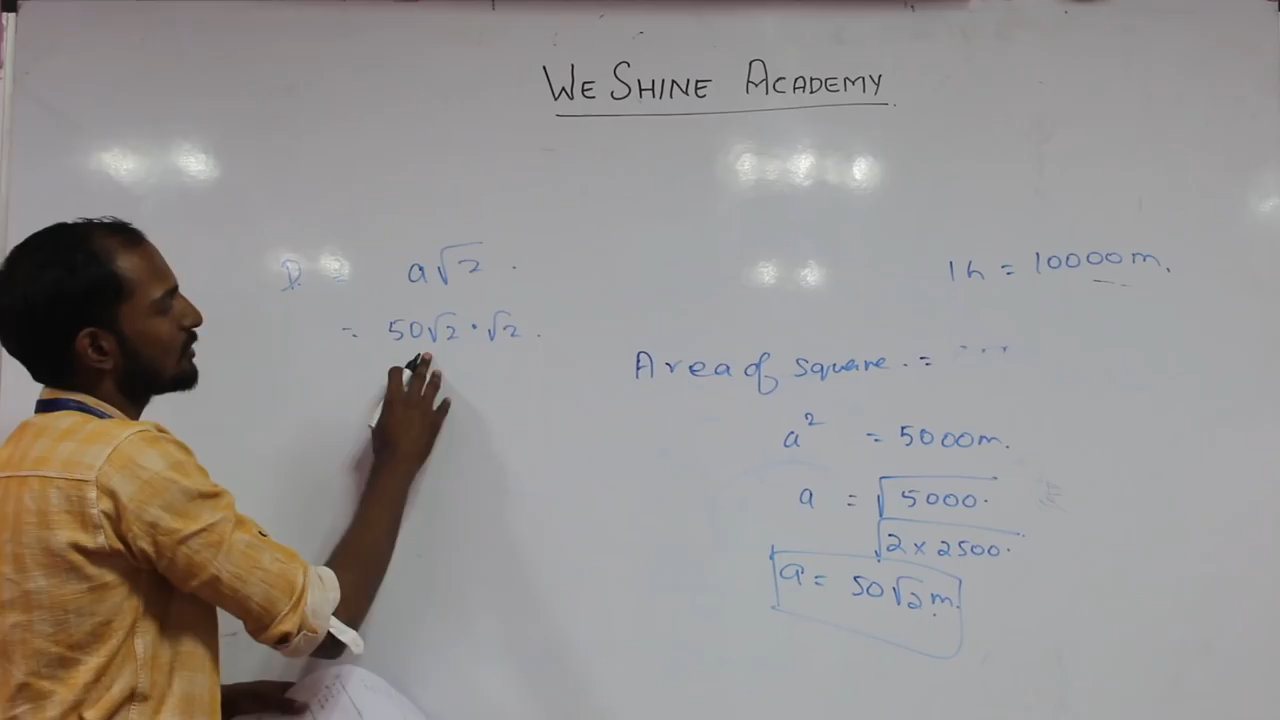 WE SHINE ACADEMY
D = a√2 .
= 50√2 · √2 .
1h = 10000m.
Area of square . =
a² = 5000m.
a = √5000.
√2 x 2500.
a = 50√2 m.